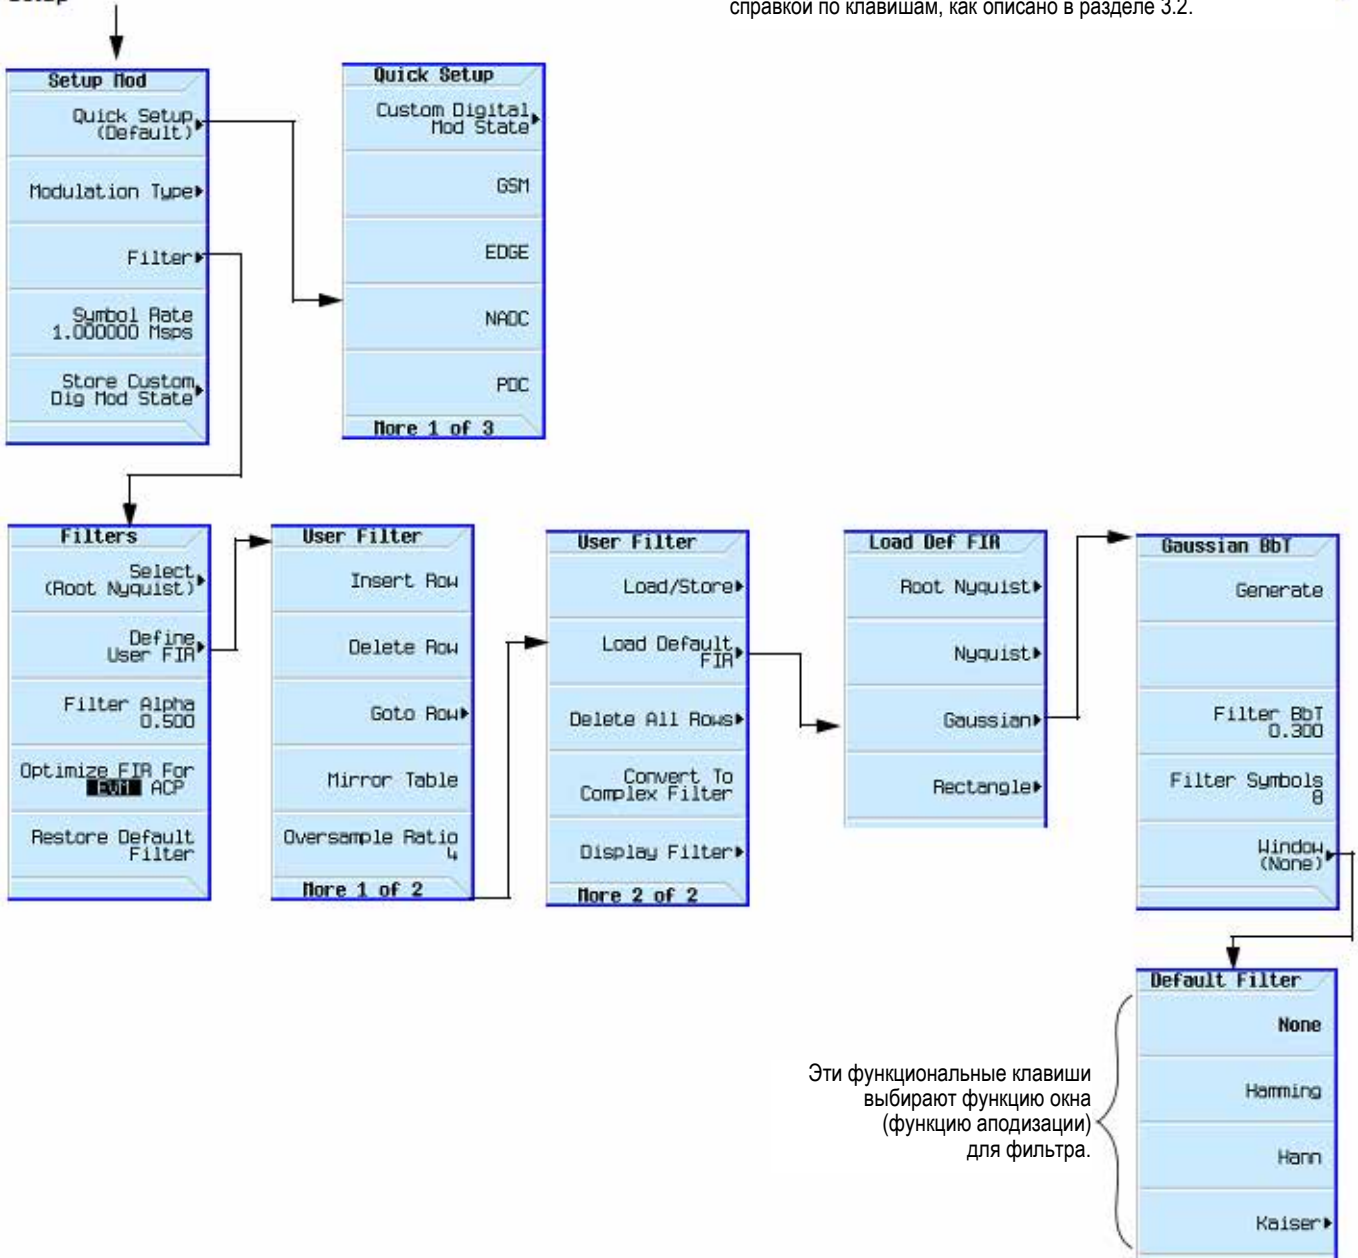 справкой по клавишам, как описано в разделе 3.2.
Setup Mod
Quick Setup
(Default)
Modulation Type
Filter
Symbol Rate
1.000000 Msps
Store Custom
Dig Mod State
Quick Setup
Custom Digital
Mod State
GSM
EDGE
NADC
PDC
More 1 of 3
Filters
Select
(Root Nyquist)
Define
User FIR
Filter Alpha
0.500
Optimize FIR For
EVM ACP
Restore Default
Filter
User Filter
Insert Row
Delete Row
Goto Row
Mirror Table
Oversample Ratio
4
More 1 of 2
User Filter
Load/Store
Load Default
FIR
Delete All Rows
Convert To
Complex Filter
Display Filter
More 2 of 2
Load Def FIR
Root Nyquist
Nyquist
Gaussian
Rectangle
Gaussian BbT
Generate
Filter BbT
0.300
Filter Symbols
8
Window
(None)
Default Filter
None
Hamming
Hann
Kaiser
Эти функциональные клавиши
выбирают функцию окна
(функцию аподизации)
для фильтра.